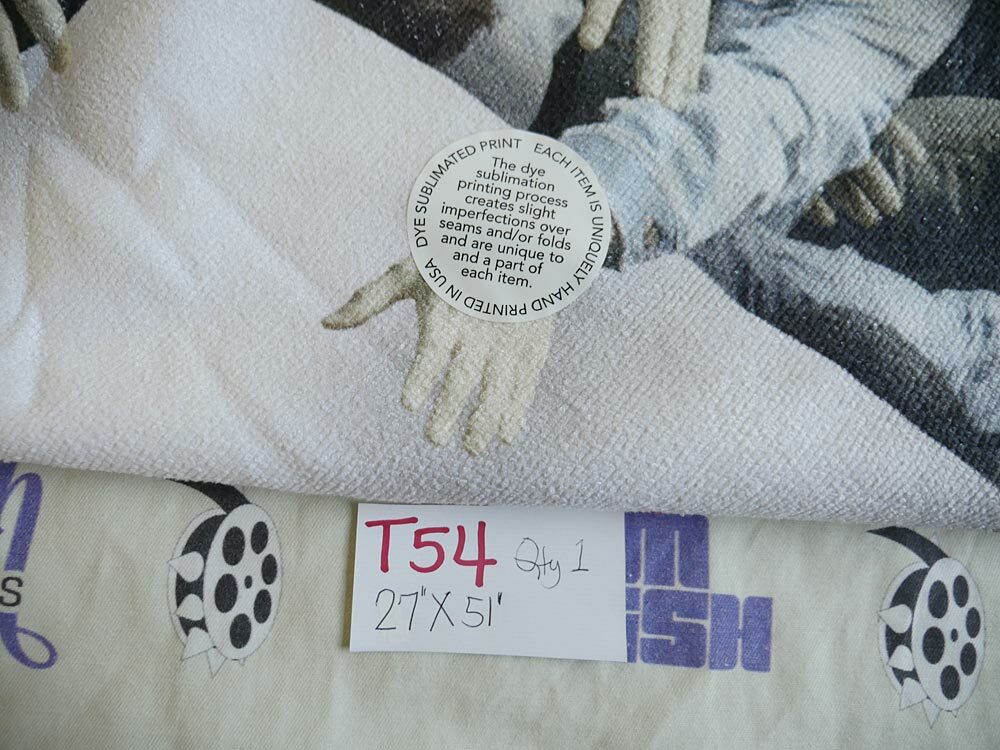 DYE SUBLIMATED PRINT EACH ITEM IS UNIQUELY HAND PRINTED IN USA
The dye
sublimation
printing process
creates slight
imperfections over
seams and/or folds
and are unique to
and a part of
each item.
T54 Qty 1
27"X51'
ISH
S